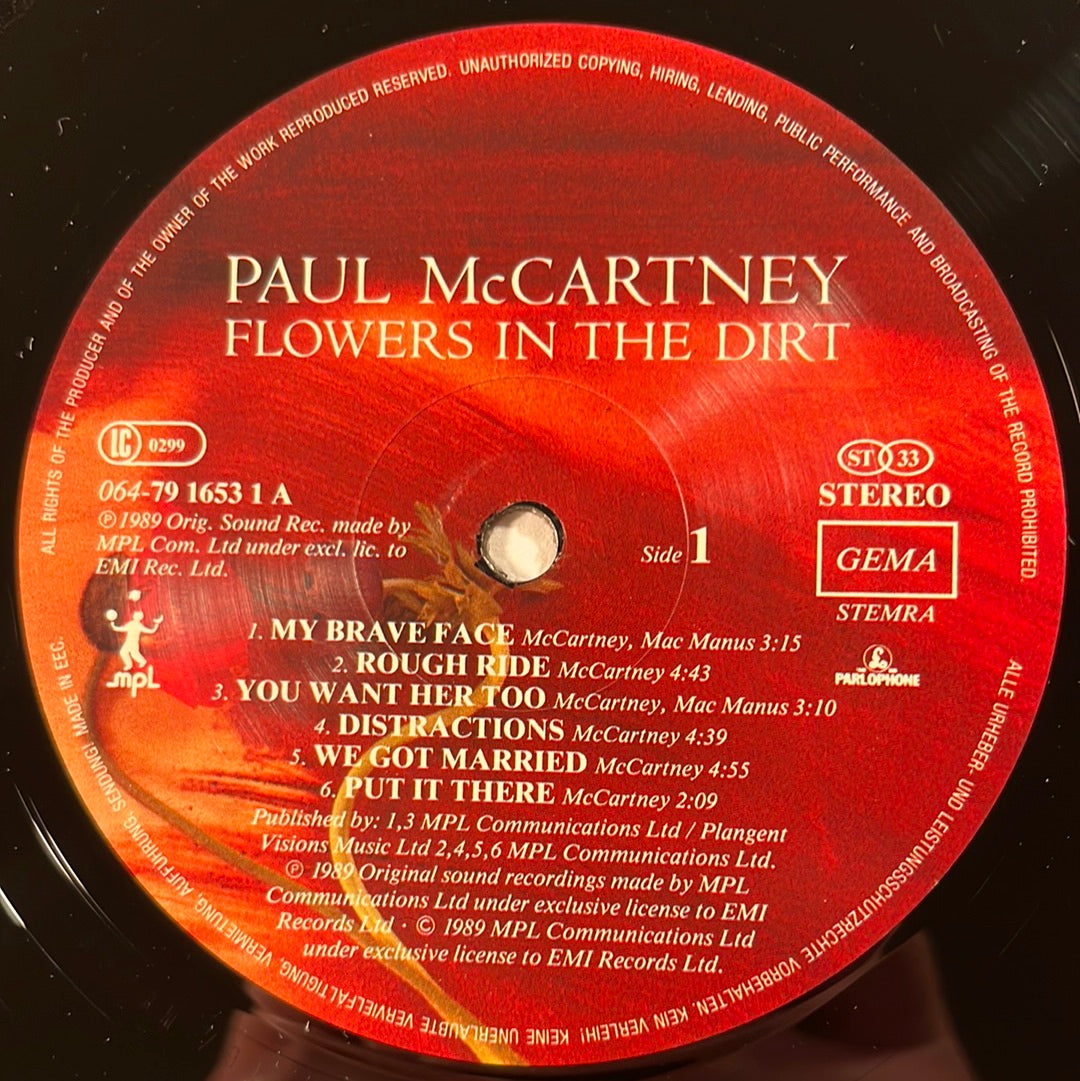 ALL RIGHTS OF THE PRODUCER AND OF THE OWNER OF THE WORK REPRODUCED RESERVED. UNAUTHORIZED COPYING, HIRING, LENDING, PUBLIC PERFORMANCE AND BROADCASTING OF THE RECORD PROHIBITED.
PAUL McCARTNEY
FLOWERS IN THE DIRT
LC 0299
064-79 1653 1 A
℗1989 Orig. Sound Rec. made by
MPL Com. Ltd under excl. lic. to
EMI Rec. Ltd.
mpL
ST 33
STEREO
GEMA
STEMRA
PARLOPHONE
Side 1
1. MY BRAVE FACE McCartney, Mac Manus 3:15
2. ROUGH RIDE McCartney 4:43
3. YOU WANT HER TOO McCartney, Mac Manus 3:10
4. DISTRACTIONS McCartney 4:39
5. WE GOT MARRIED McCartney 4:55
6. PUT IT THERE McCartney 2:09
Published by: 1,3 MPL Communications Ltd / Plangent
Visions Music Ltd 2,4,5,6 MPL Communications Ltd.
℗ 1989 Original sound recordings made by MPL
Communications Ltd under exclusive license to EMI
Records Ltd · © 1989 MPL Communications Ltd
under exclusive license to EMI Records Ltd.
ALLE URHEBER- UND LEISTUNGSSCHUTZRECHTE VORBEHALTEN. KEIN VERLEIH! KEINE UNERLAUBTE VERVIELFÄLTIGUNG, VERMIETUNG, AUFFÜHRUNG, SENDUNG! MADE IN EEC.